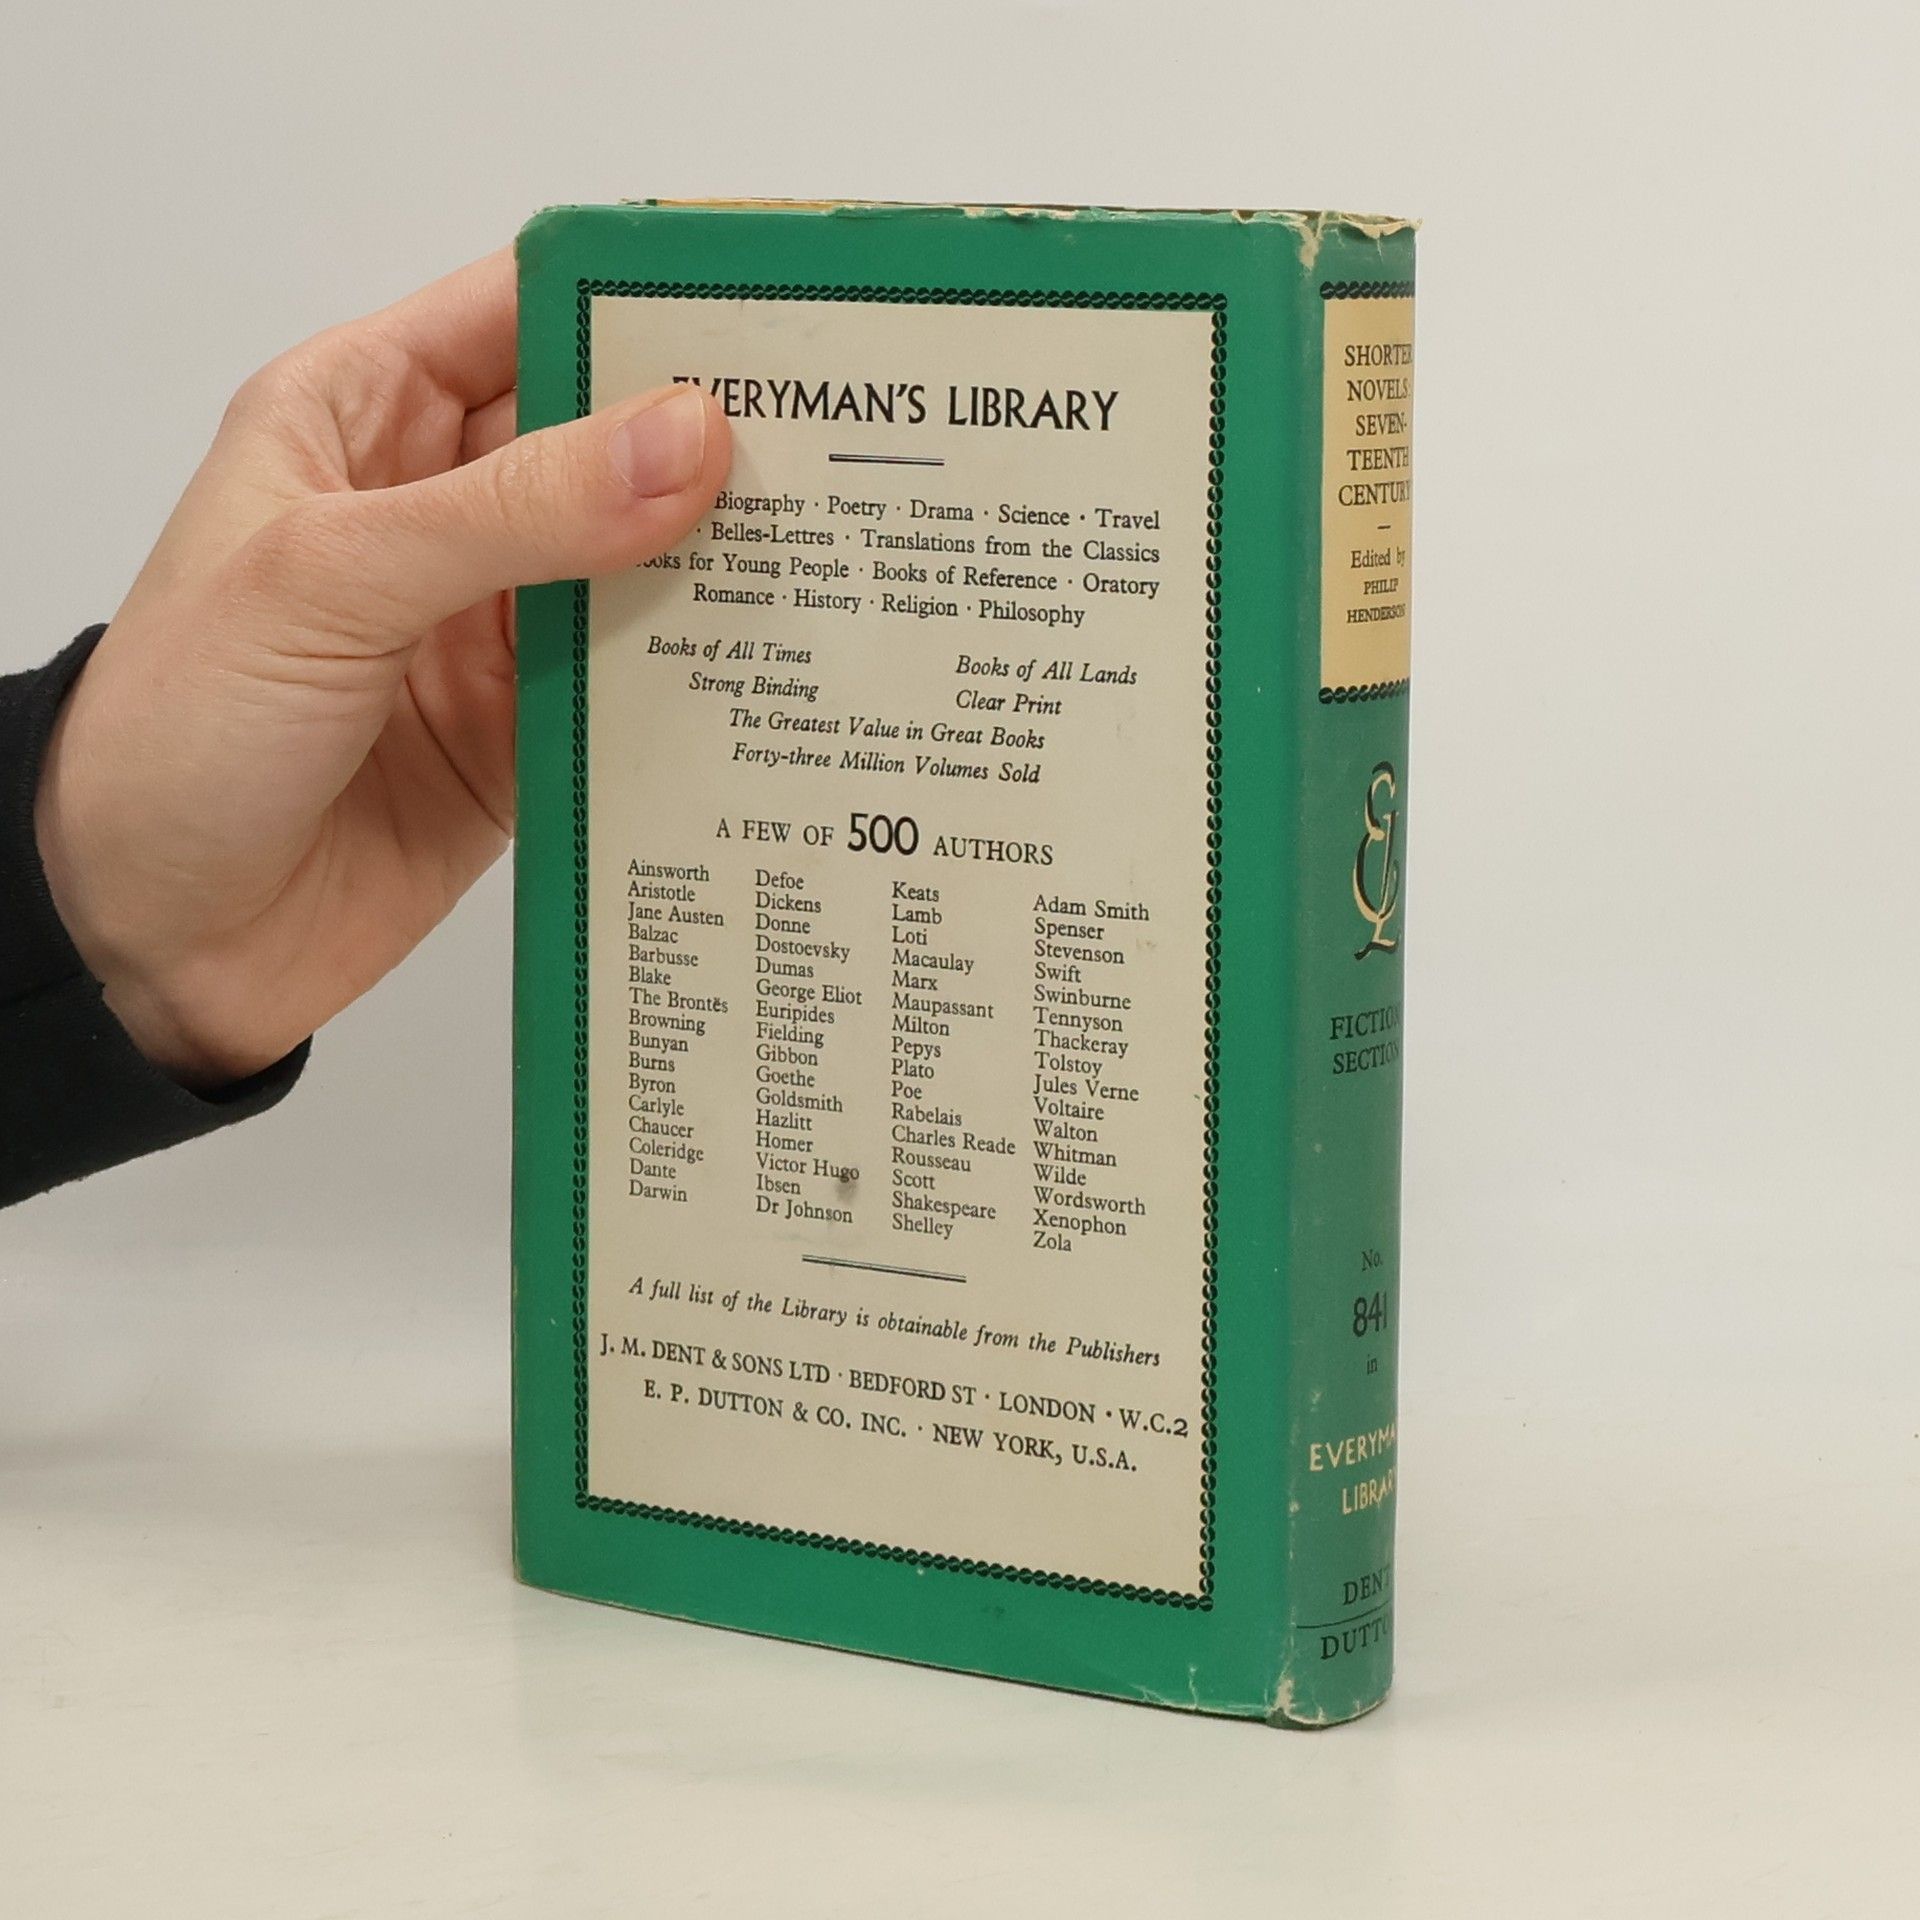 EVERYMAN'S LIBRARY
Biography · Poetry · Drama · Science · Travel
· Belles-Lettres · Translations from the Classics
for Young People · Books of Reference · Oratory
Romance · History · Religion · Philosophy
Books of All Times
Books of All Lands
Strong Binding
Clear Print
The Greatest Value in Great Books
Forty-three Million Volumes Sold
A FEW OF 500 AUTHORS
Ainsworth
Aristotle
Jane Austen
Balzac
Barbusse
Blake
The Brontës
Browning
Bunyan
Burns
Byron
Carlyle
Chaucer
Coleridge
Dante
Darwin
Defoe
Dickens
Donne
Dostoevsky
Dumas
George Eliot
Euripides
Fielding
Gibbon
Goethe
Goldsmith
Hazlitt
Homer
Victor Hugo
Ibsen
Dr Johnson
Keats
Lamb
Loti
Macaulay
Marx
Maupassant
Milton
Pepys
Plato
Poe
Rabelais
Charles Reade
Rousseau
Scott
Shakespeare
Shelley
Adam Smith
Spenser
Stevenson
Swift
Swinburne
Tennyson
Thackeray
Tolstoy
Jules Verne
Voltaire
Walton
Whitman
Wilde
Wordsworth
Xenophon
Zola
A full list of the Library is obtainable from the Publishers
J. M. DENT & SONS LTD · BEDFORD ST · LONDON · W.C.2
E. P. DUTTON & CO. INC. · NEW YORK, U.S.A.
SHORTER
NOVELS:
SEVEN-
TEENTH
CENTURY
–
Edited by
PHILIP
HENDERSON
EL
FICTION
SECTION
No.
841
in
EVERYMAN
LIBRARY
DENT
DUTTON